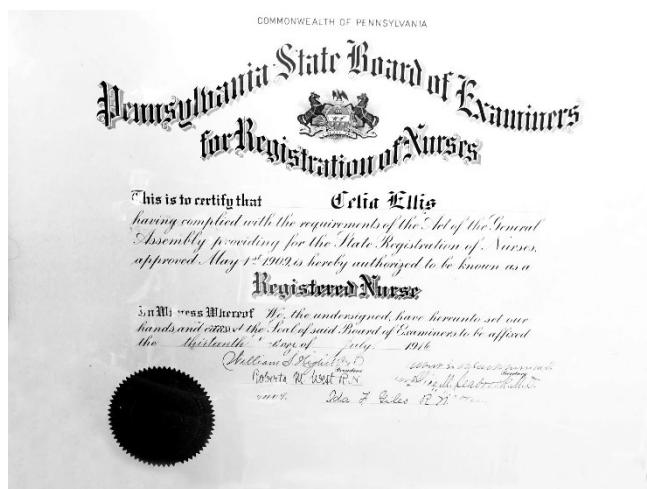 COMMONWEALTH OF PENNSYLVANIA
Pennsylvania State Board of Examiners
for Registration of Nurses
This is to certify that Celia Ellis
having complied with the requirements of the Act of the General
Assembly providing for the State Registration of Nurses,
approved May 1st 1909, is hereby authorized to be known as a
Registered Nurse
In Witness Whereof We, the undersigned, have hereunto set our
hands and caused the Seal of said Board of Examiners to be affixed
the thirteenth day of July 1916
William S. M.D.
President
Secretary
Roberta M. West R.N.
M.D.
Ida F. Giles R.N.